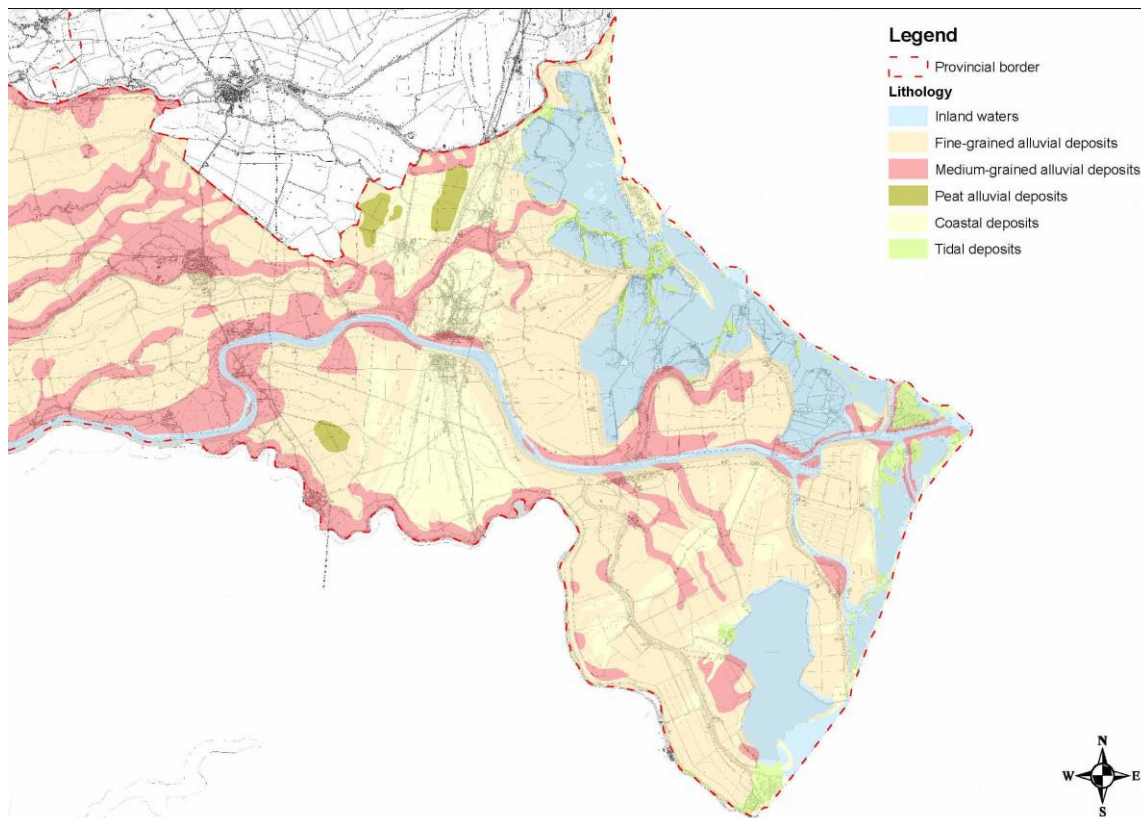 Legend
Provincial border
Lithology
Inland waters
Fine-grained alluvial deposits
Medium-grained alluvial deposits
Peat alluvial deposits
Coastal deposits
Tidal deposits
N
W E
S